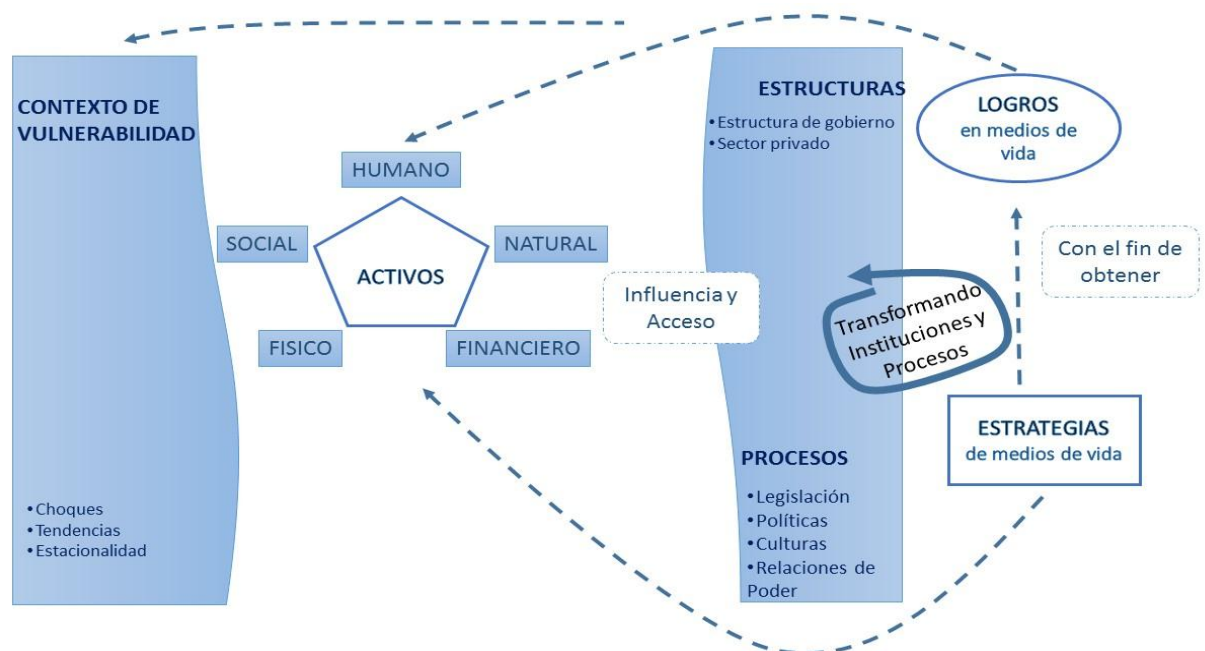 CONTEXTO DE
VULNERABILIDAD
•Choques
•Tendencias
•Estacionalidad
HUMANO
SOCIAL
NATURAL
ACTIVOS
FISICO
FINANCIERO
Influencia y
Acceso
ESTRUCTURAS
•Estructura de gobierno
•Sector privado
PROCESOS
•Legislación
•Políticas
•Culturas
•Relaciones de
Poder
Transformando
Instituciones y
Procesos
LOGROS
en medios de
vida
Con el fin de
obtener
ESTRATEGIAS
de medios de vida